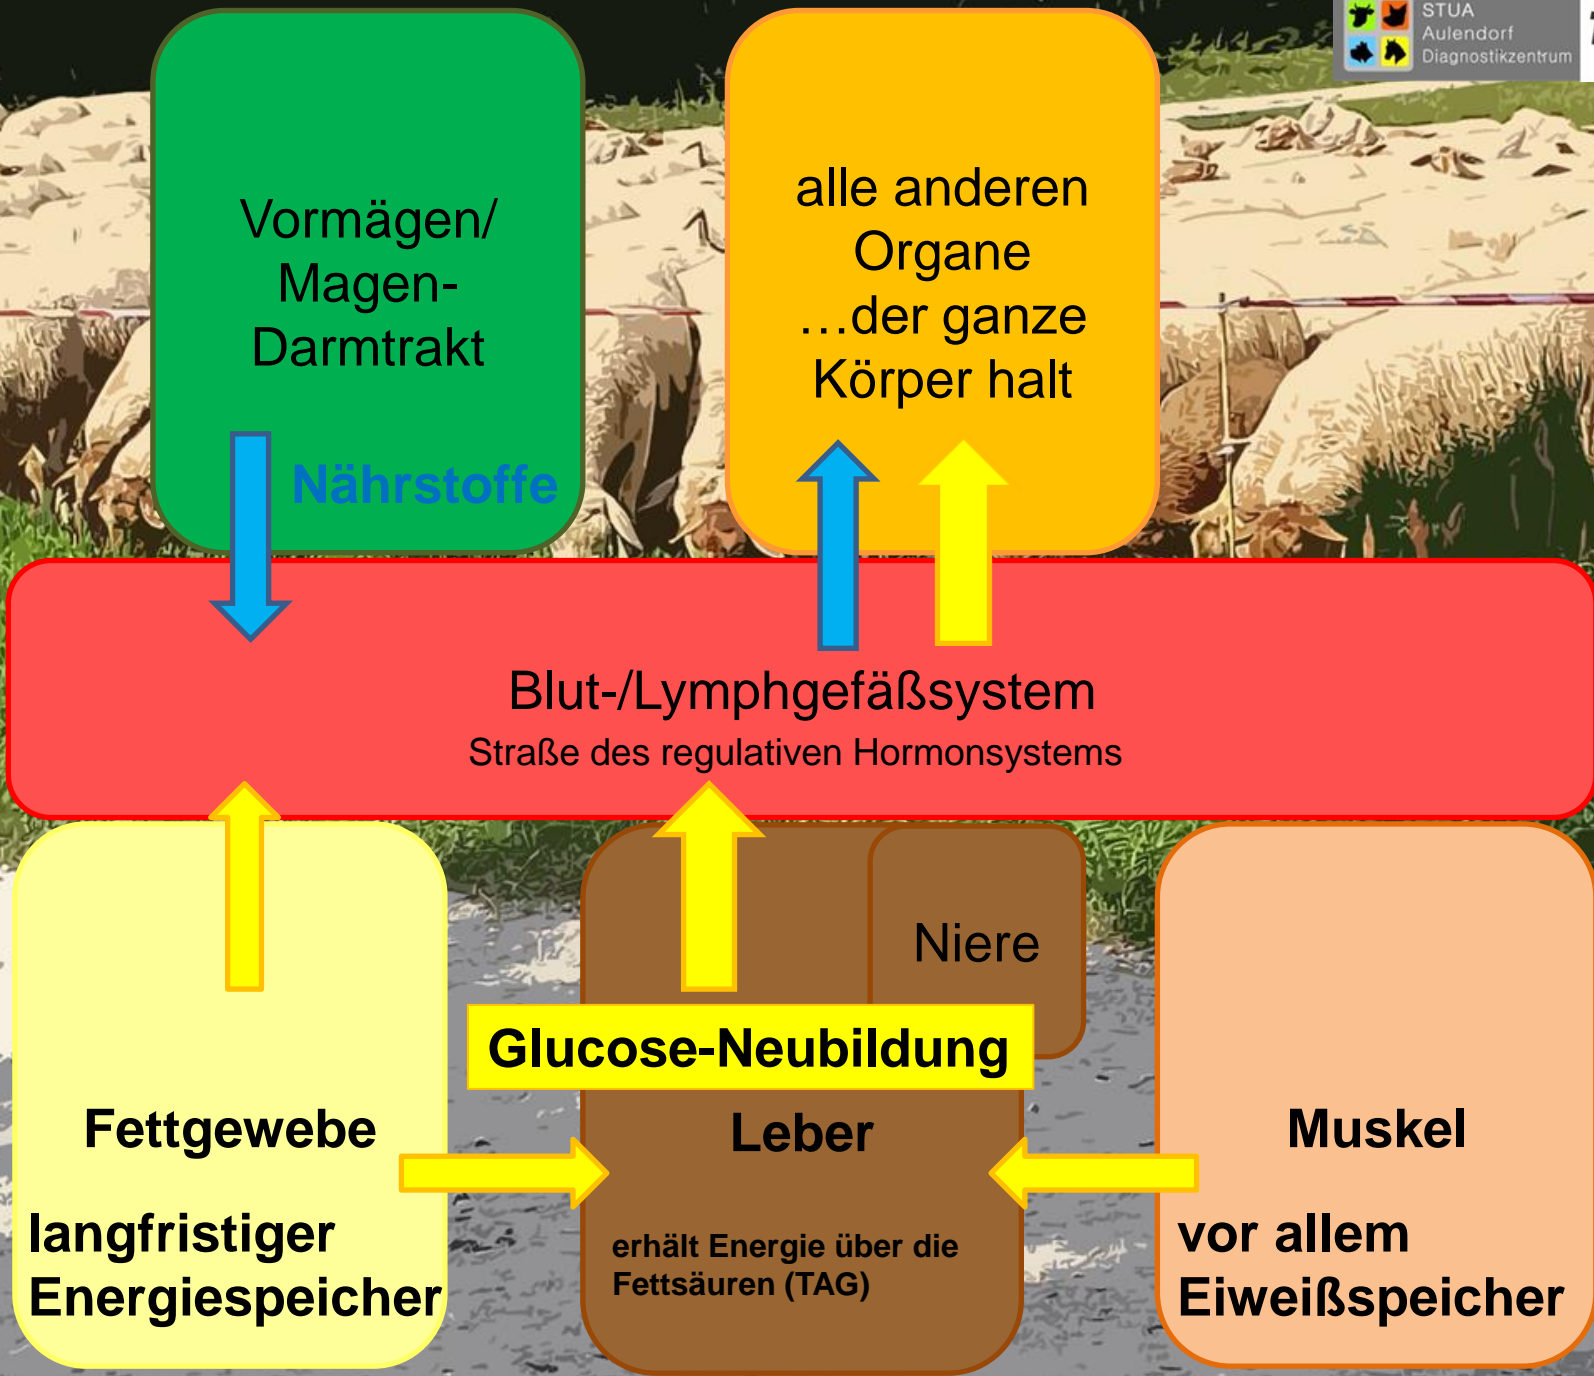 STUA
Aulendorf
Diagnostikzentrum
Vormägen/
Magen-
Darmtrakt
Nährstoffe
alle anderen
Organe
…der ganze
Körper halt
Blut-/Lymphgefäßsystem
Straße des regulativen Hormonsystems
Niere
Glucose-Neubildung
Fettgewebe
langfristiger
Energiespeicher
Leber
erhält Energie über die
Fettsäuren (TAG)
Muskel
vor allem
Eiweißspeicher